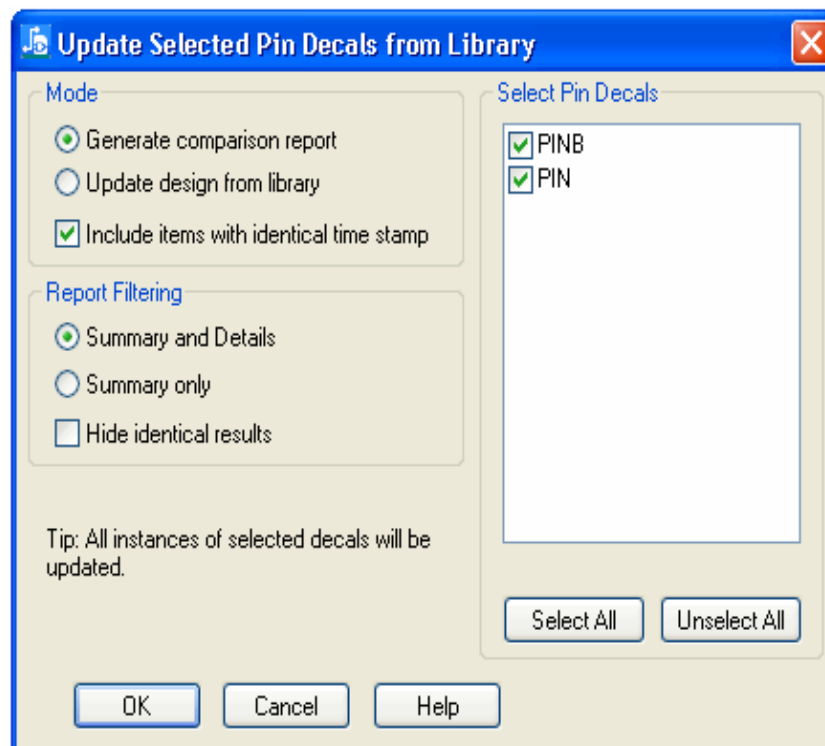 Update Selected Pin Decals from Library
Mode
Generate comparison report
Update design from library
Include items with identical time stamp
Report Filtering
Summary and Details
Summary only
Hide identical results
Tip: All instances of selected decals will be
updated.
Select Pin Decals
PINB
PIN
Select All
Unselect All
OK
Cancel
Help